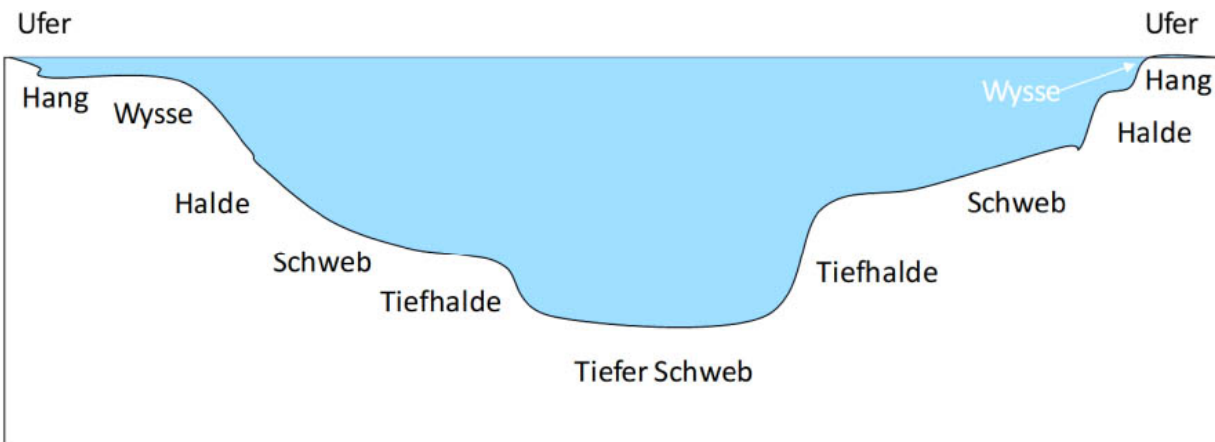 Ufer
Ufer
Wysse
Hang
Hang
Wysse
Halde
Halde
Schweb
Schweb
Tiefhalde
Tiefhalde
Tiefer Schweb